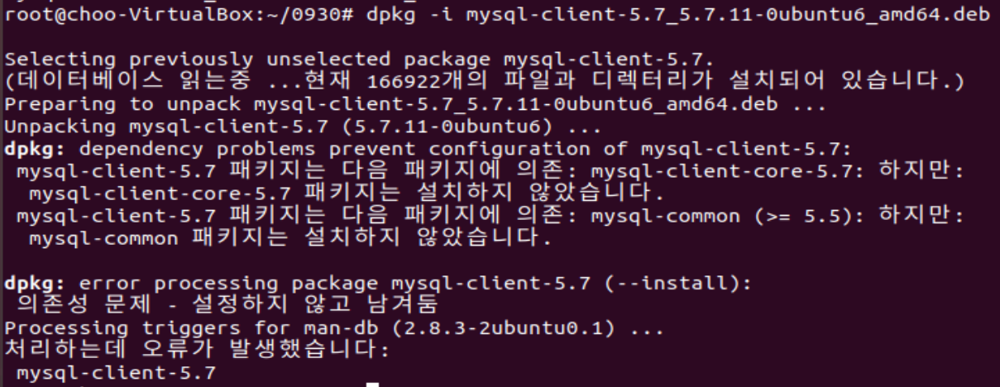 root@choo-VirtualBox:~/0930# dpkg -i mysql-client-5.7_5.7.11-0ubuntu6_amd64.deb
Selecting previously unselected package mysql-client-5.7.
(데이터베이스 읽는중 ...현재 166922개의 파일과 디렉터리가 설치되어 있습니다.)
Preparing to unpack mysql-client-5.7_5.7.11-0ubuntu6_amd64.deb ...
Unpacking mysql-client-5.7 (5.7.11-0ubuntu6) ...
dpkg: dependency problems prevent configuration of mysql-client-5.7:
 mysql-client-5.7 패키지는 다음 패키지에 의존: mysql-client-core-5.7: 하지만:
  mysql-client-core-5.7 패키지는 설치하지 않았습니다.
 mysql-client-5.7 패키지는 다음 패키지에 의존: mysql-common (>= 5.5): 하지만:
  mysql-common 패키지는 설치하지 않았습니다.
dpkg: error processing package mysql-client-5.7 (--install):
 의존성 문제 - 설정하지 않고 남겨둠
Processing triggers for man-db (2.8.3-2ubuntu0.1) ...
처리하는데 오류가 발생했습니다:
 mysql-client-5.7